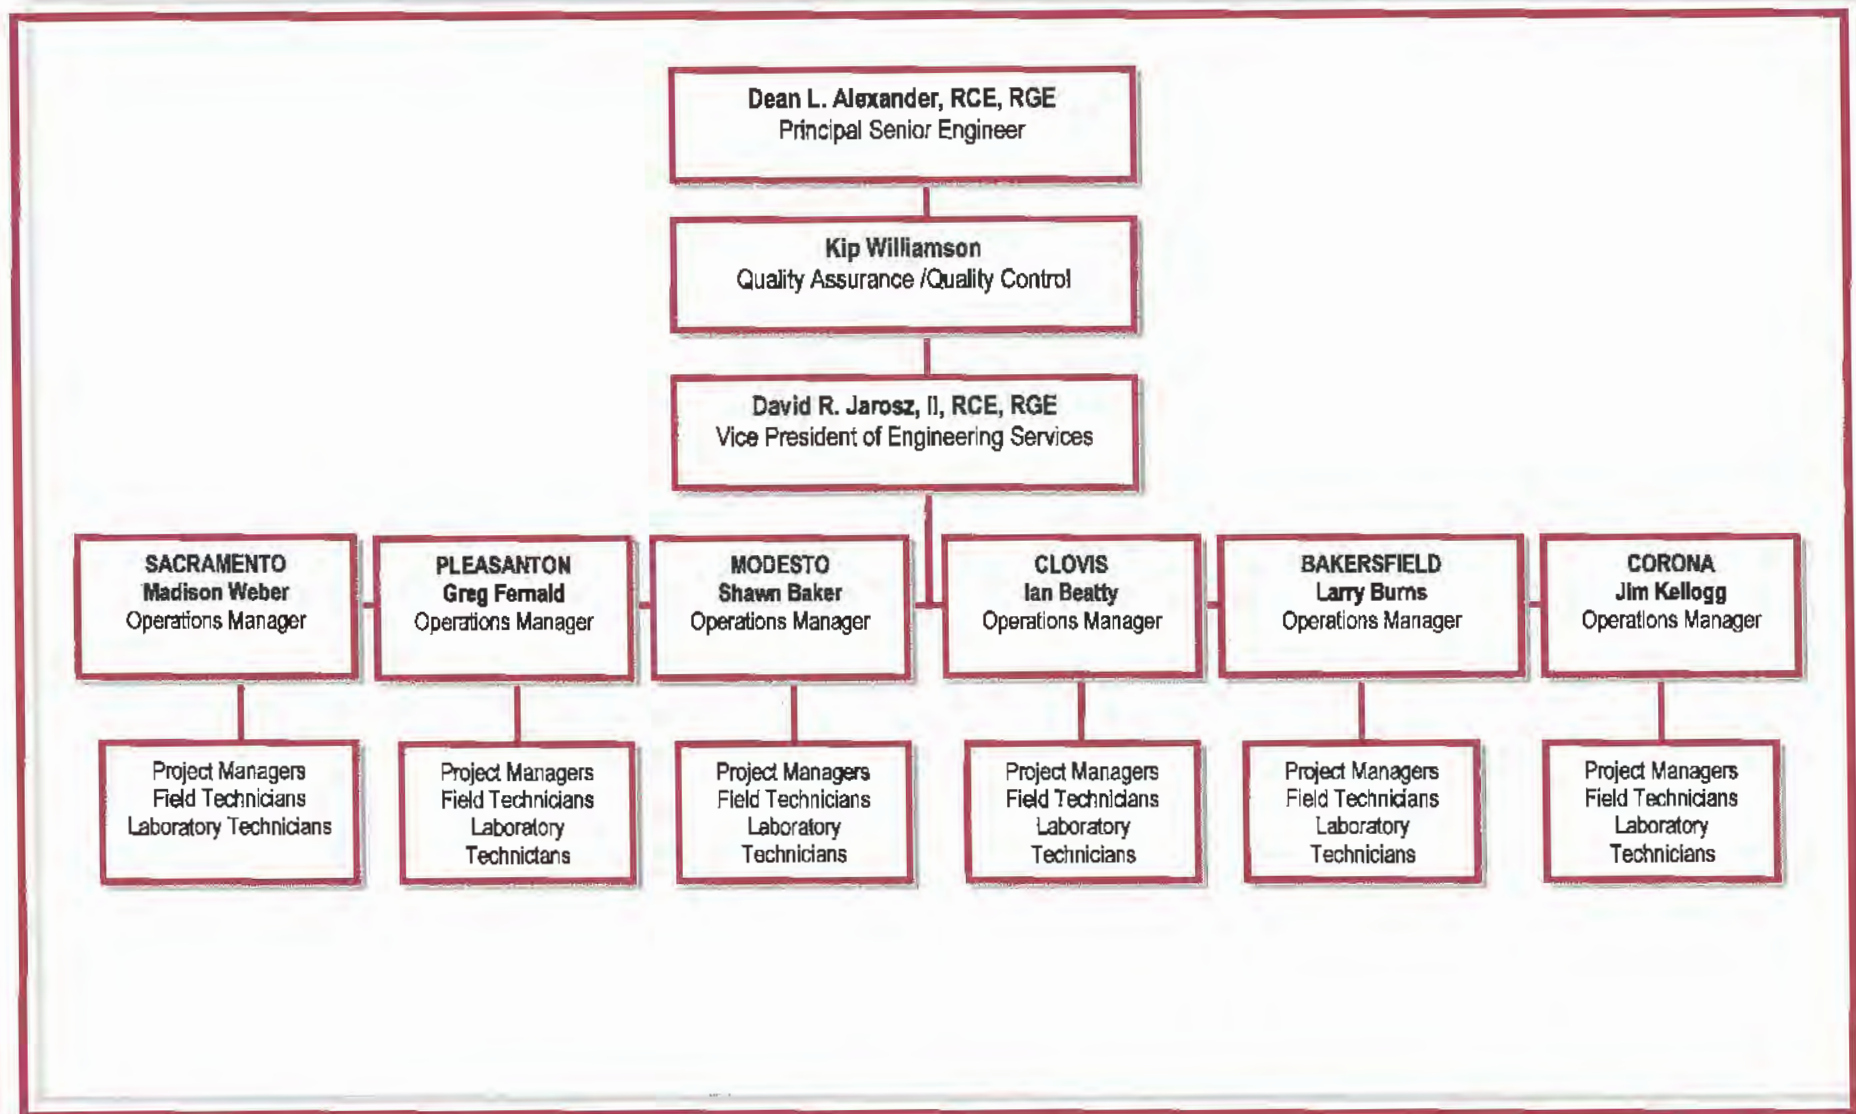 Dean L. Alexander, RCE, RGE
Principal Senior Engineer
Kip Williamson
Quality Assurance /Quality Control
David R. Jarosz, II, RCE, RGE
Vice President of Engineering Services
SACRAMENTO
Madison Weber
Operations Manager
PLEASANTON
Greg Fernald
Operations Manager
MODESTO
Shawn Baker
Operations Manager
CLOVIS
Ian Beatty
Operations Manager
BAKERSFIELD
Larry Burns
Operations Manager
CORONA
Jim Kellogg
Operations Manager
Project Managers
Field Technicians
Laboratory Technicians
Project Managers
Field Technicians
Laboratory
Technicians
Project Managers
Field Technicians
Laboratory
Technicians
Project Managers
Field Technicians
Laboratory
Technicians
Project Managers
Field Technicians
Laboratory
Technicians
Project Managers
Field Technicians
Laboratory
Technicians